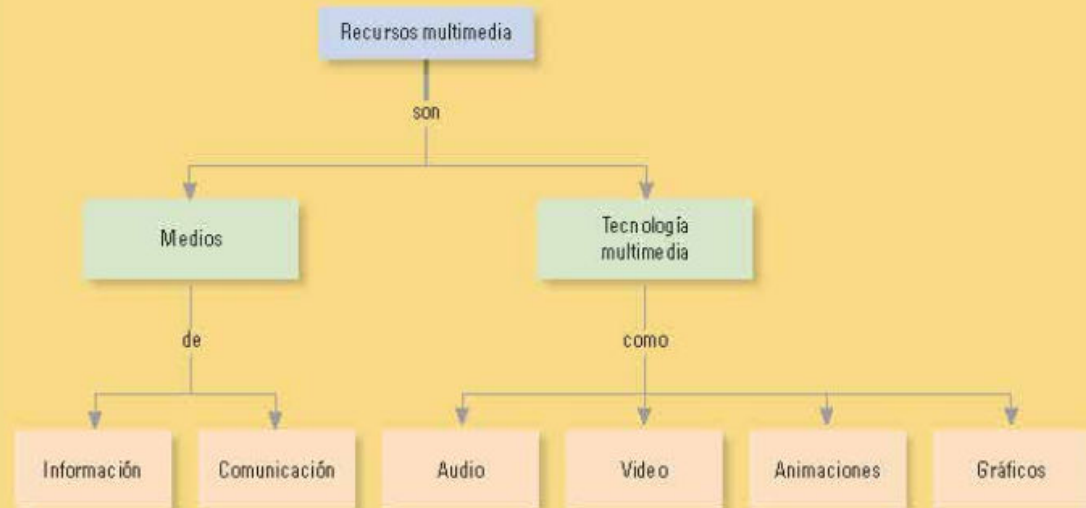 Recursos multimedia
son
Medios
Tecnología
multimedia
de
como
Información
Comunicación
Audio
Video
Animaciones
Gráficos